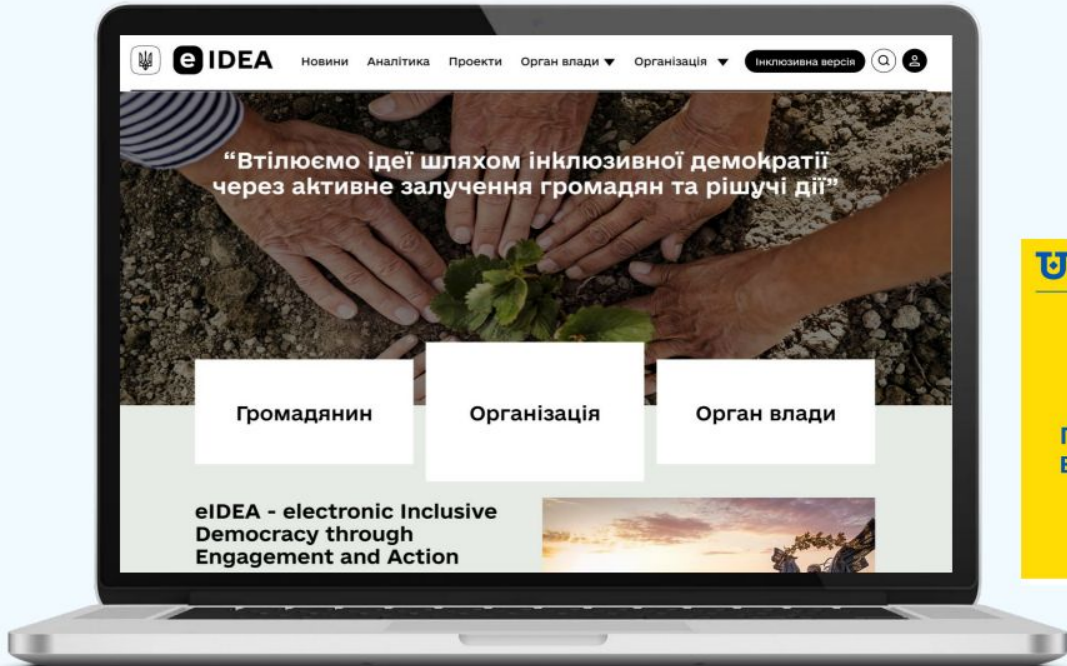 eIDEA
Новини Аналітика Проекти Орган влади Організація Інклюзивна версія
“Втілюємо ідеї шляхом інклюзивної демократії
через активне залучення громадян та рішучі дії”
Громадянин Організація Орган влади
eIDEA - electronic Inclusive
Democracy through
Engagement and Action